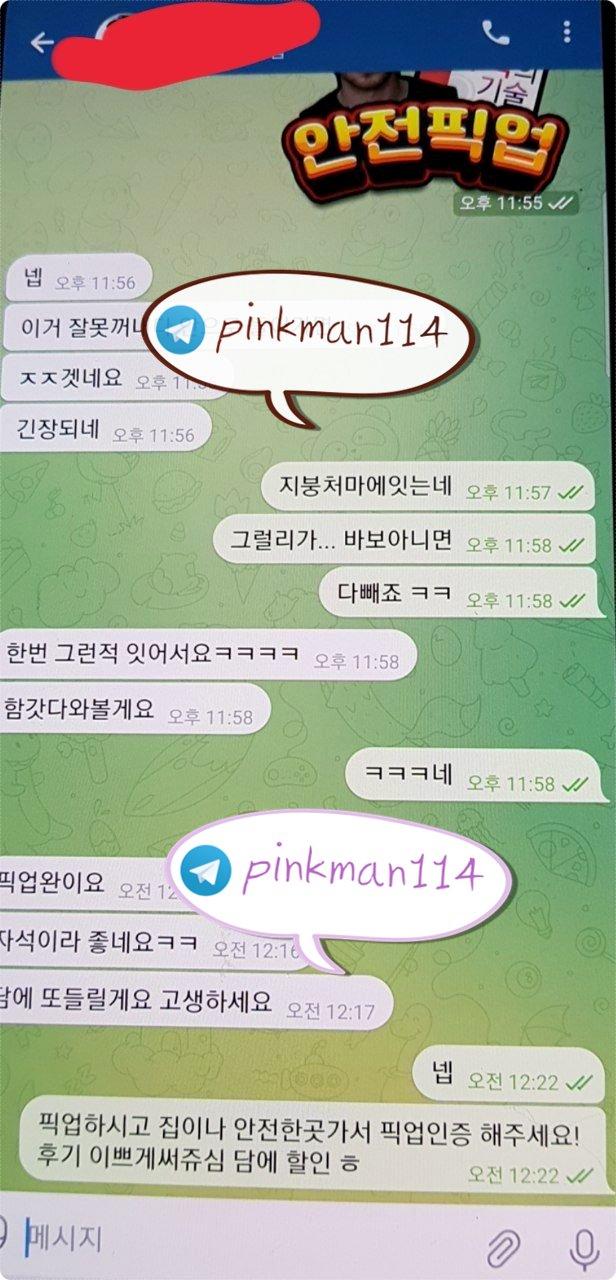 기술
안전픽업
오후 11:55
넵 오후 11:56
이거 잘못꺼내
pinkman114
ㅈㅈ겟네요 오후
긴장되네 오후 11:56
지붕처마에잇는네 오후 11:57
그럴리가... 바보아니면 오후 11:58
다빼죠 ㅋㅋ 오후 11:58
한번 그런적 잇어서요ㅋㅋㅋㅋ 오후 11:58
함갓다와볼게요 오후 11:58
ㅋㅋㅋ네 오후 11:58
pinkman114
픽업완이요 오전
자석이라 좋네요ㅋㅋ 오전 12:16
담에 또들릴게요 고생하세요 오전 12:17
넵 오전 12:22
픽업하시고 집이나 안전한곳가서 픽업인증 해주세요!
후기 이쁘게써쥬심 담에 할인 ㅎ
오전 12:22
메시지